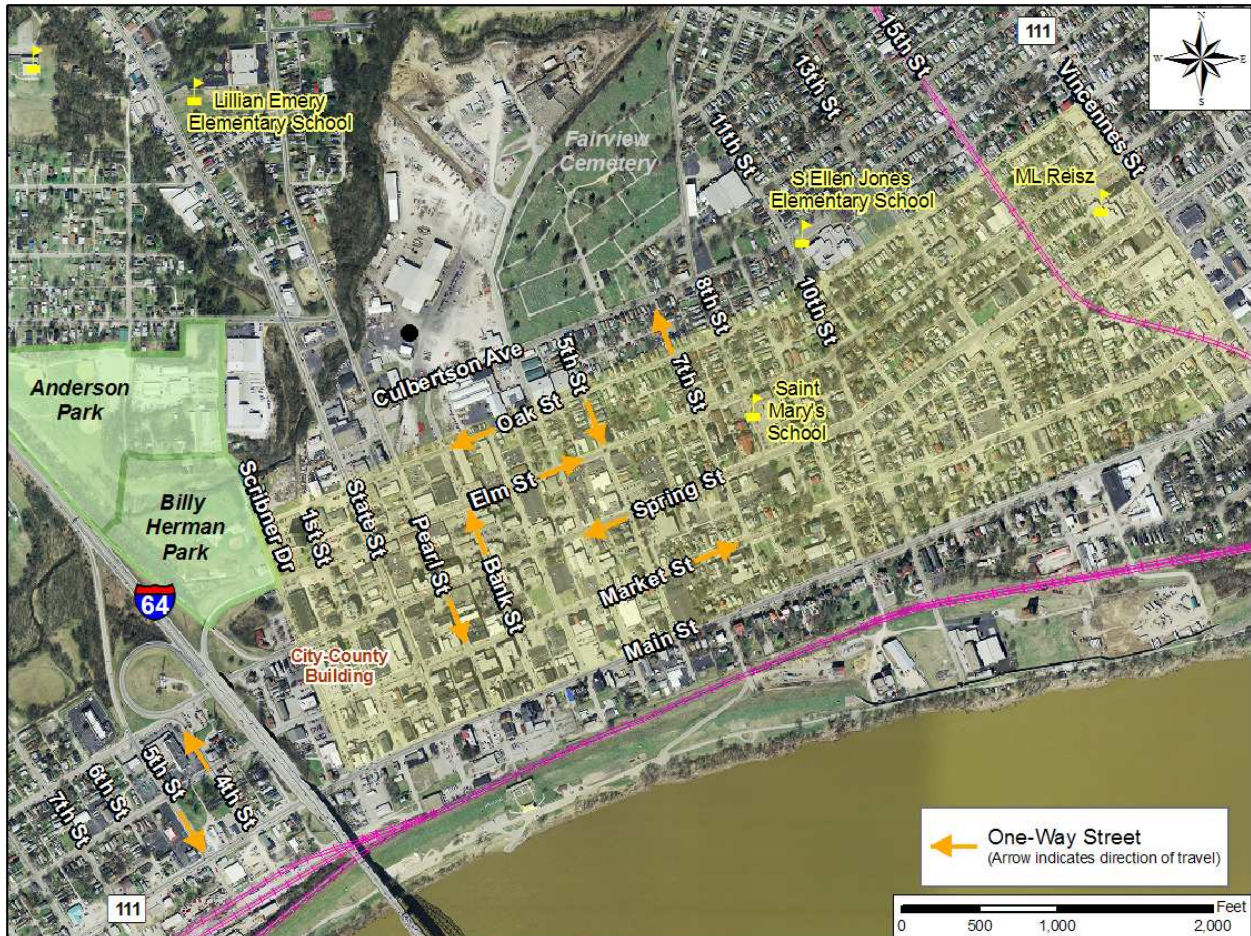 N
W
E
S
111
15th St
Vincennes St
13th St
11th St
Lillian Emery
Elementary School
Fairview
Cemetery
S Ellen Jones
Elementary School
ML Reisz
8th St
10th St
Culbertson Ave
5th St
7th St
Anderson
Park
Oak St
Saint
Mary's
School
Billy
Herman
Park
Scribner Dr
1st St
State St
Elm St
Spring St
Pearl St
Bank St
Market St
64
Main St
City-County
Building
5th St
4th St
6th St
7th St
111
One-Way Street
(Arrow indicates direction of travel)
Feet
0 500 1,000 2,000